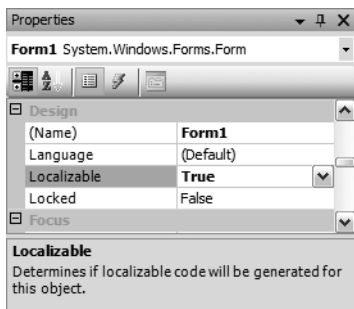 Properties
Form1 System.Windows.Forms.Form
Design
(Name) Form1
Language (Default)
Localizable True
Locked False
Focus
Localizable
Determines if localizable code will be generated for
this object.